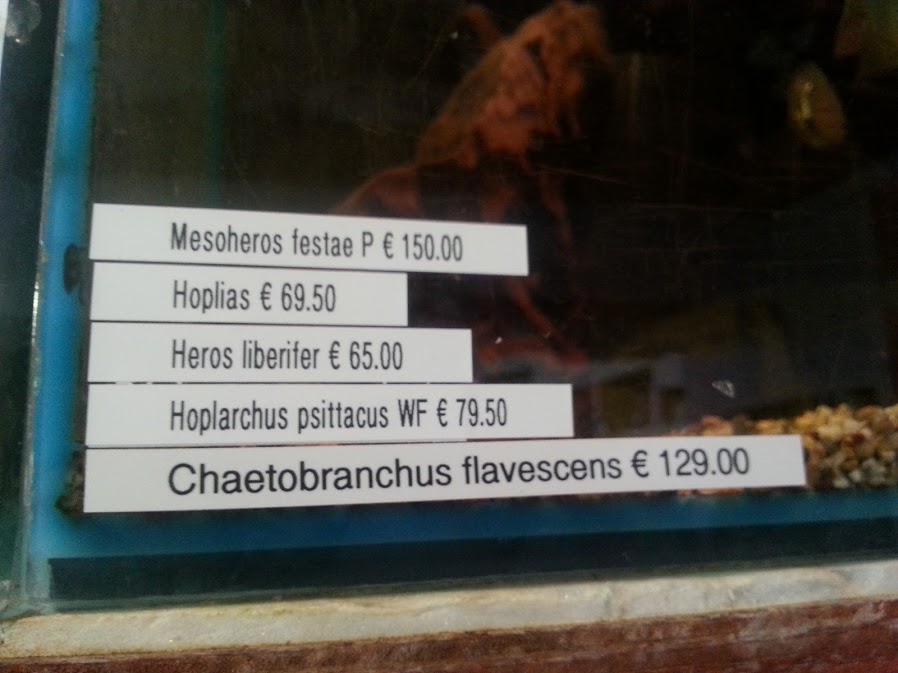 Mesoheros festae P € 150.00
Hoplias € 69.50
Heros liberifer € 65.00
Hoplarchus psittacus WF € 79.50
Chaetobranchus flavescens € 129.00